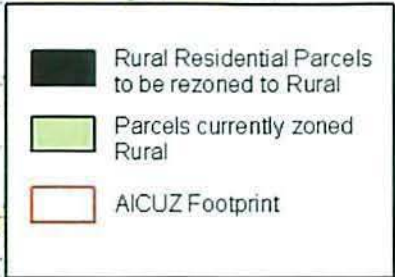 Rural Residential Parcels
to be rezoned to Rural
Parcels currently zoned
Rural
AICUZ Footprint